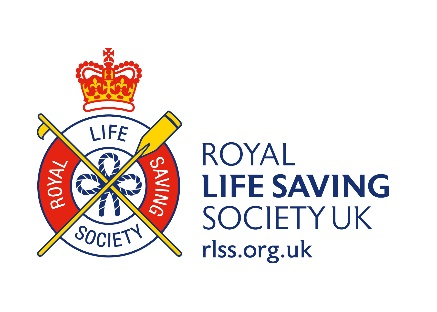 LIFE
ROYAL
SAVING
SOCIETY
ROYAL
LIFE SAVING
SOCIETY UK
rlss.org.uk